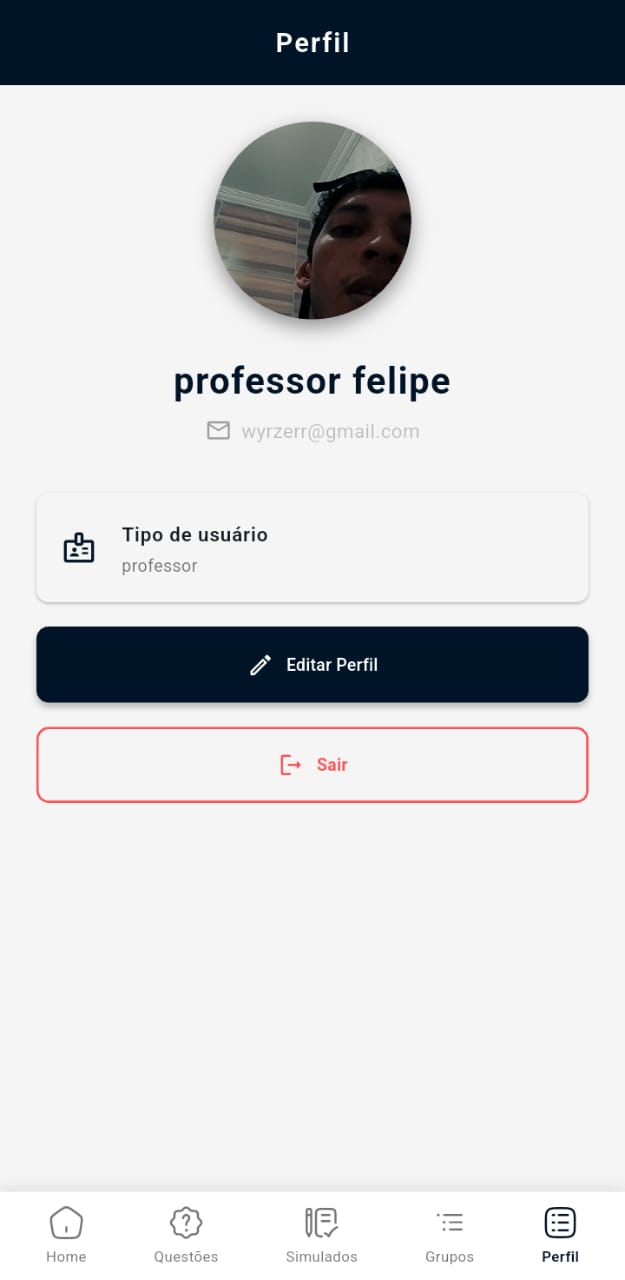 Perfil
professor felipe
wyrzerr@gmail.com
Tipo de usuário
professor
Editar Perfil
Sair
Home
Questões
Simulados
Grupos
Perfil